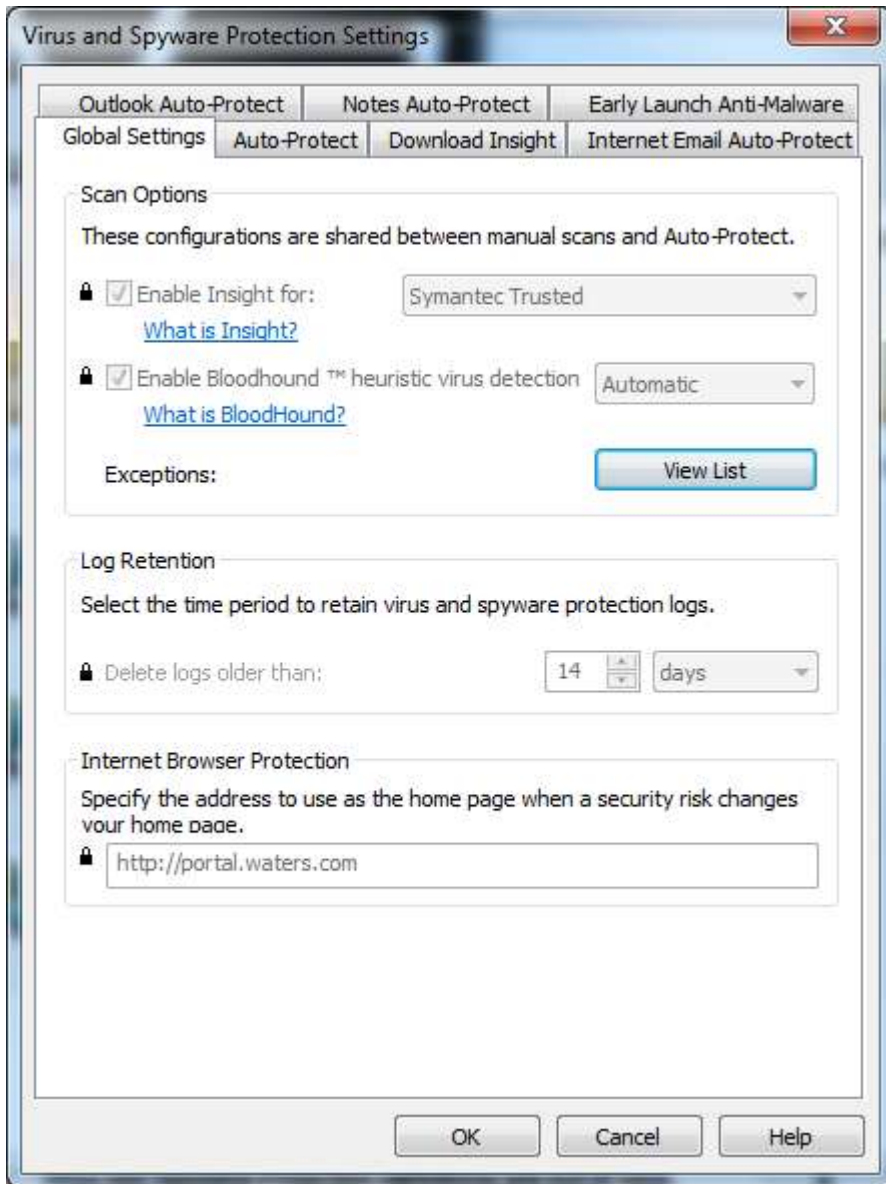 Virus and Spyware Protection Settings
Outlook Auto-Protect Notes Auto-Protect Early Launch Anti-Malware
Global Settings Auto-Protect Download Insight Internet Email Auto-Protect
Scan Options
These configurations are shared between manual scans and Auto-Protect.
Enable Insight for: Symantec Trusted
What is Insight?
Enable Bloodhound ™ heuristic virus detection Automatic
What is BloodHound?
Exceptions: View List
Log Retention
Select the time period to retain virus and spyware protection logs.
Delete logs older than: 14 days
Internet Browser Protection
Specify the address to use as the home page when a security risk changes
your home page.
http://portal.waters.com
OK Cancel Help